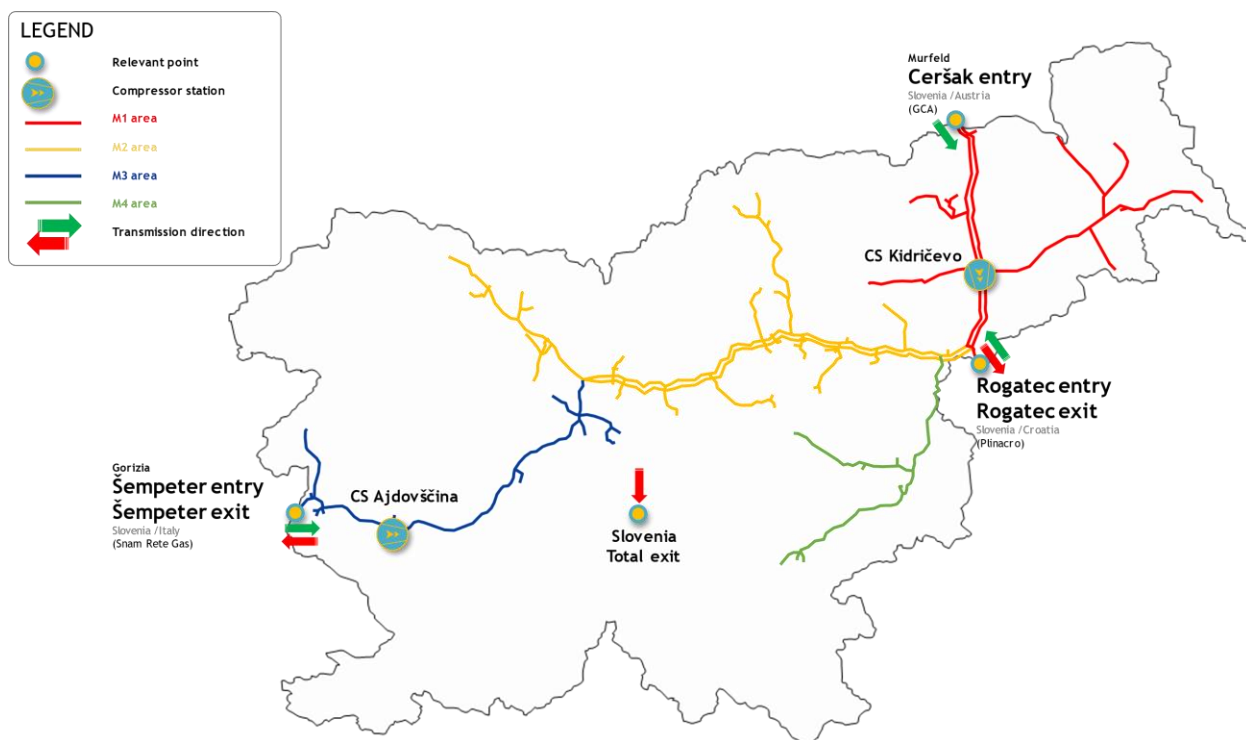 LEGEND
Relevant point
Compressor station
M1 area
M2 area
M3 area
M4 area
Transmission direction
Murfeld
Ceršak entry
Slovenia /Austria
(GCA)
CS Kidričevo
Rogatec entry
Rogatec exit
Slovenia /Croatia
(Plinacro)
Gorizia
Šempeter entry
Šempeter exit
Slovenia /Italy
(Snam Rete Gas)
CS Ajdovščina
Slovenia
Total exit